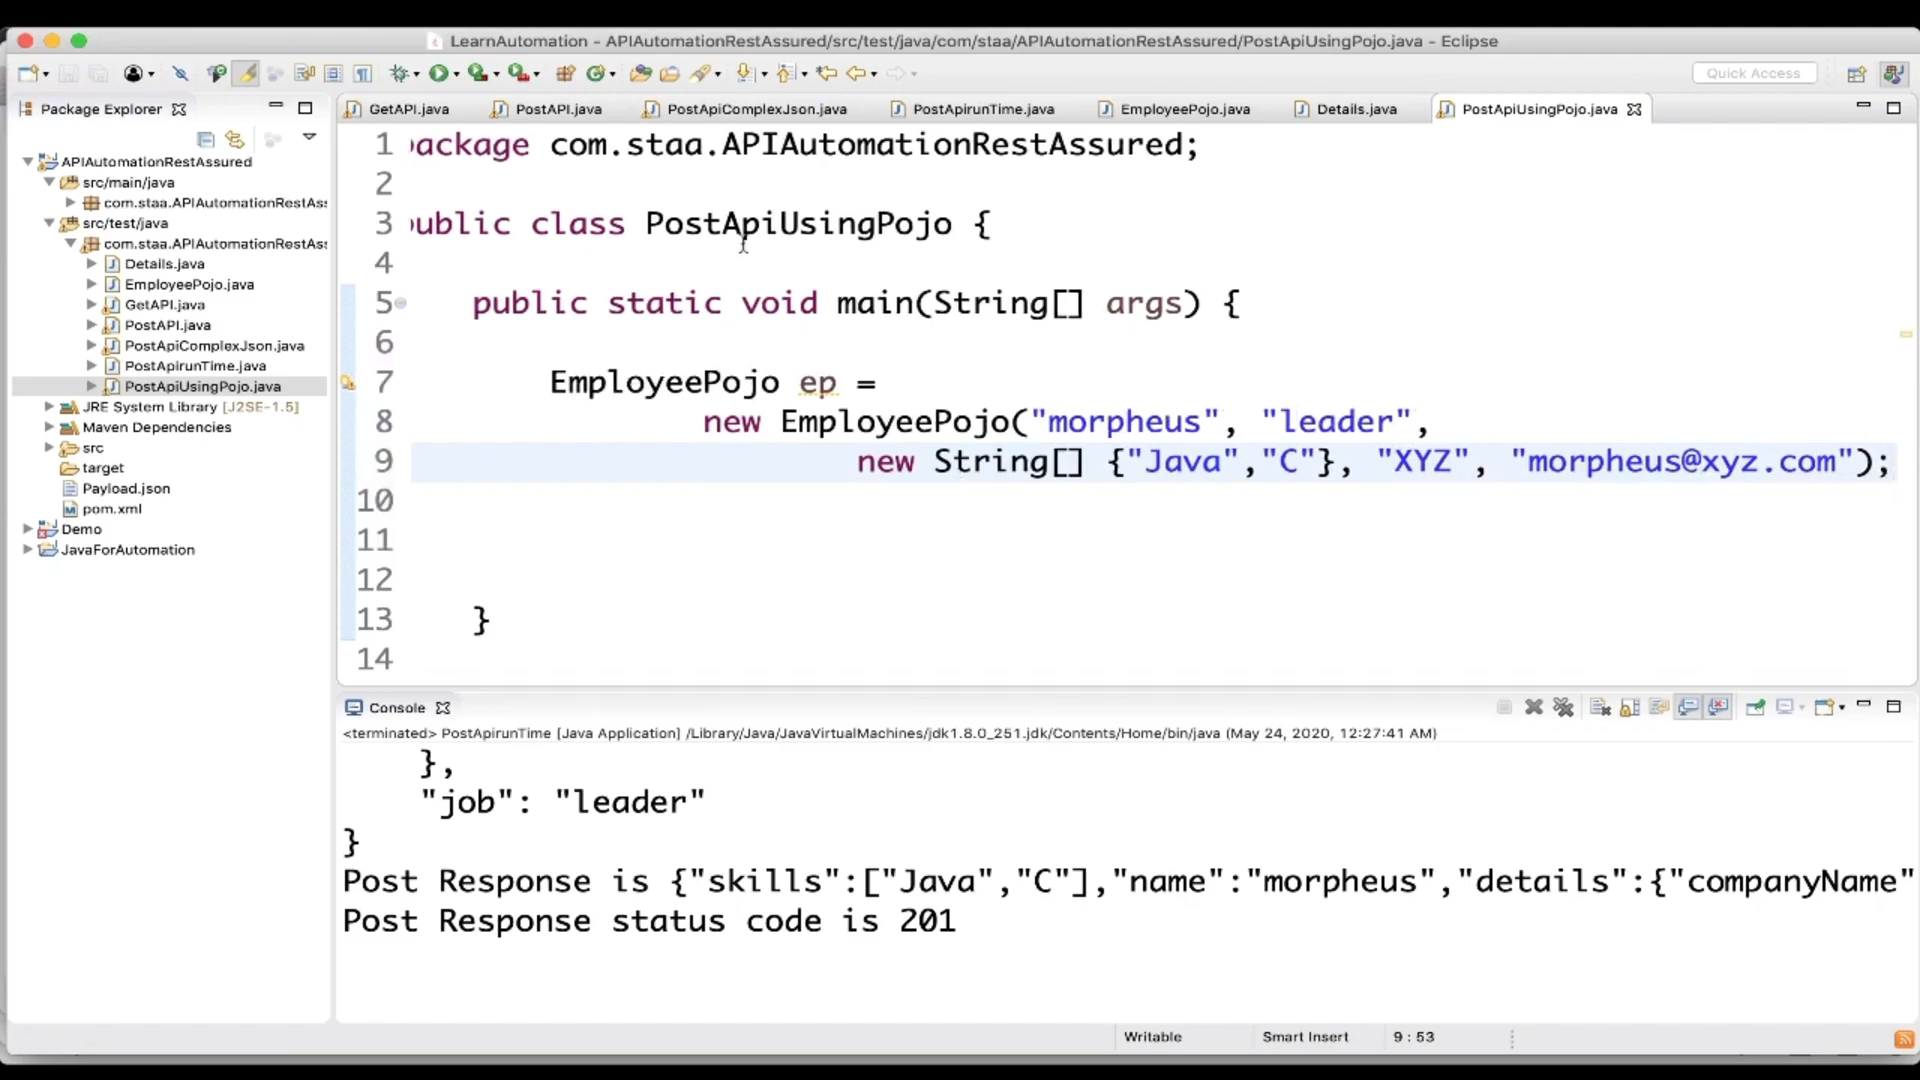 LearnAutomation - APIAutomationRestAssured/src/test/java/com/staa/APIAutomationRestAssured/PostApiUsingPojo.java - Eclipse
Quick Access
Package Explorer
GetAPI.java PostAPI.java PostApiComplexJson.java PostApirunTime.java EmployeePojo.java Details.java PostApiUsingPojo.java
APIAutomationRestAssured
src/main/java
com.staa.APIAutomationRestAs
src/test/java
com.staa.APIAutomationRestAs
Details.java
EmployeePojo.java
GetAPI.java
PostAPI.java
PostApiComplexJson.java
PostApirunTime.java
PostApiUsingPojo.java
JRE System Library [J2SE-1.5]
Maven Dependencies
src
target
Payload.json
pom.xml
Demo
JavaForAutomation
1 ackage com.staa.APIAutomationRestAssured;
2
3 ublic class PostApiUsingPojo {
4
5 public static void main(String[] args) {
6
7 EmployeePojo ep =
8 new EmployeePojo("morpheus", "leader",
9 new String[] {"Java","C"}, "XYZ", "morpheus@xyz.com");
10
11
12
13 }
14
Console
<terminated> PostApirunTime [Java Application] /Library/Java/JavaVirtualMachines/jdk1.8.0_251.jdk/Contents/Home/bin/java (May 24, 2020, 12:27:41 AM)
},
"job": "leader"
}
Post Response is {"skills":["Java","C"],"name":"morpheus","details":{"companyName"
Post Response status code is 201
Writable Smart Insert 9 : 53